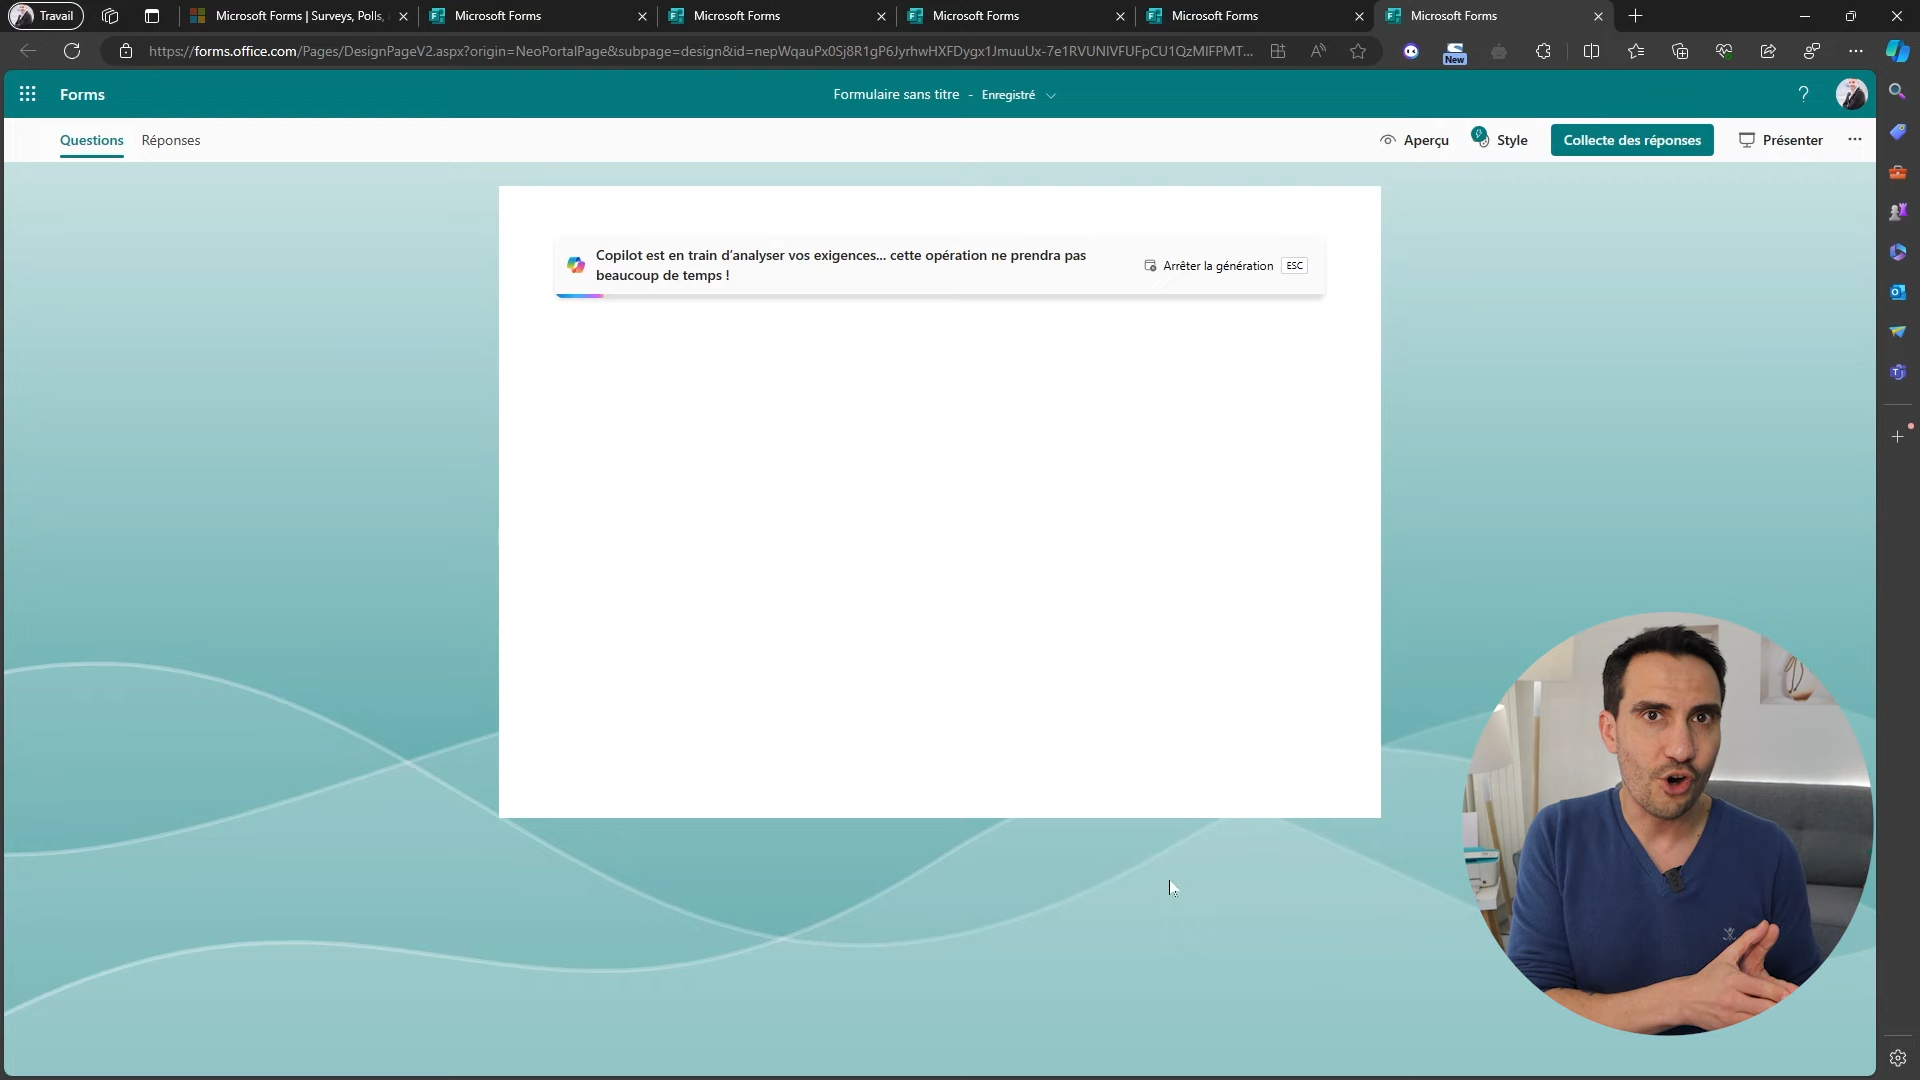 Travail
Microsoft Forms | Surveys, Polls,
Microsoft Forms
Microsoft Forms
Microsoft Forms
Microsoft Forms
Microsoft Forms
https://forms.office.com/Pages/DesignPageV2.aspx?origin=NeoPortalPage&subpage=design&id=nepWqauPx0Sj8R1gP6JyrhwHXFDygx1JmuuUx-7e1RVUNIVFUFpCU1QzMIFPMT...
New
Forms
Formulaire sans titre - Enregistré
?
Questions
Réponses
Aperçu
Style
Collecte des réponses
Présenter
Copilot est en train d’analyser vos exigences... cette opération ne prendra pas
beaucoup de temps !
Arrêter la génération
ESC